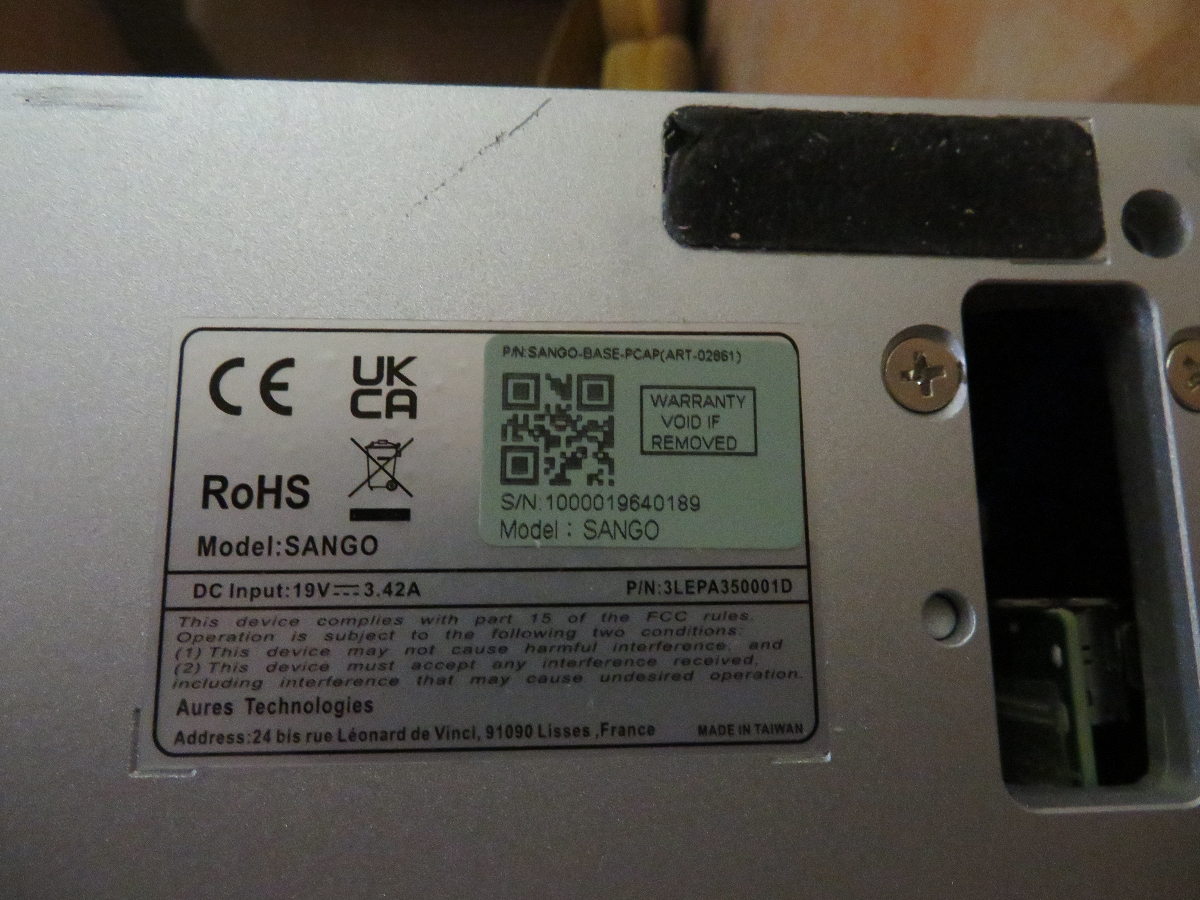 CE
UK
CA
RoHS
Model:SANGO
P/N:SANGO-BASE-PCAP(ART-02861)
WARRANTY
VOID IF
REMOVED
S/N:1000019640189
Model : SANGO
DC Input:19V⎓3.42A
P/N:3LEPA350001D
This device complies with part 15 of the FCC rules.
Operation is subject to the following two conditions:
(1) This device may not cause harmful interference, and
(2) This device must accept any interference received,
including interference that may cause undesired operation.
Aures Technologies
Address:24 bis rue Léonard de Vinci, 91090 Lisses ,France
MADE IN TAIWAN